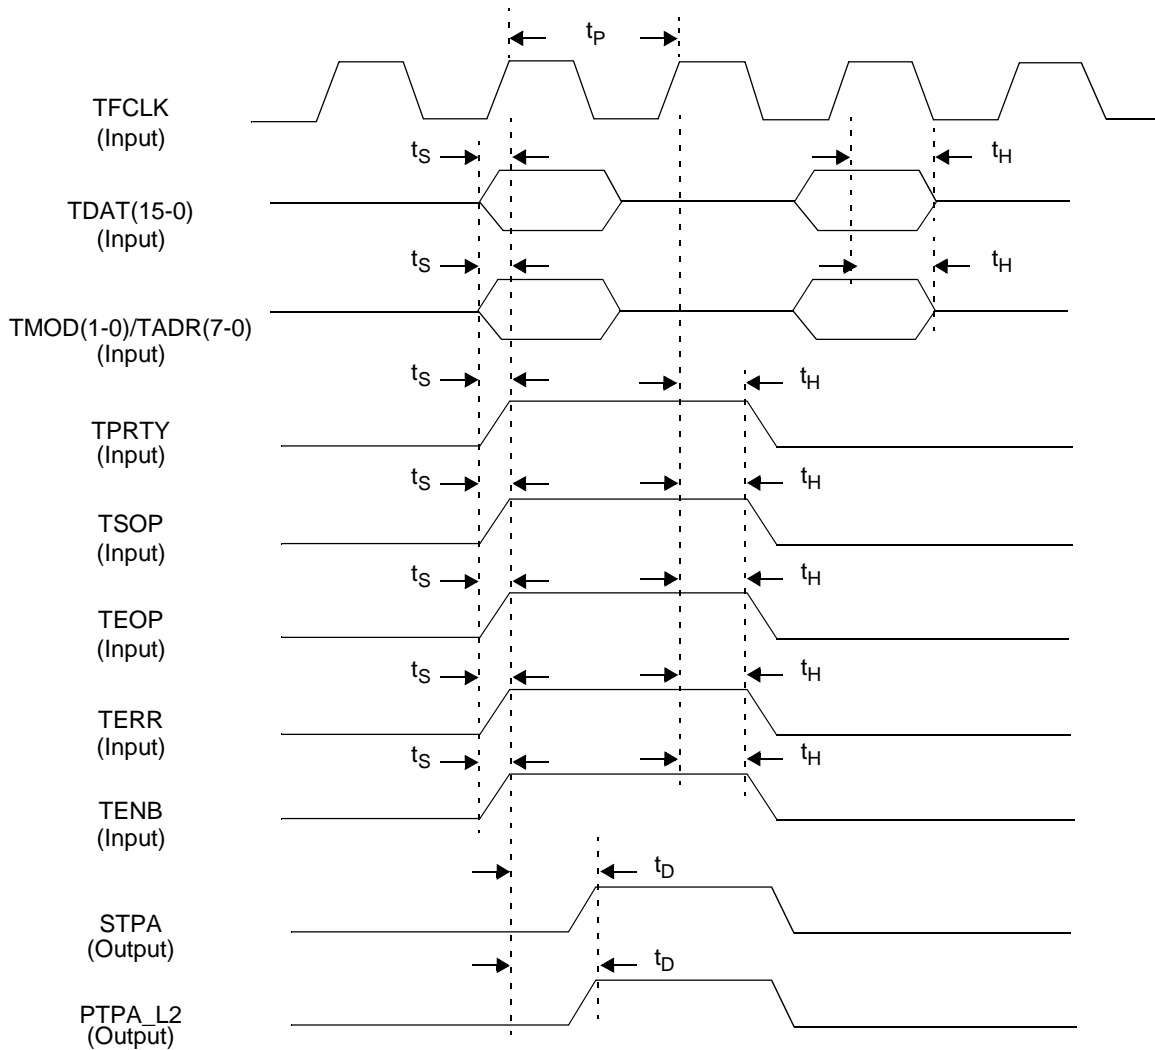 tP
TFCLK
(Input)
tS
tH
TDAT(15-0)
(Input)
tS
tH
TMOD(1-0)/TADR(7-0)
(Input)
tS
tH
TPRTY
(Input)
tS
tH
TSOP
(Input)
tS
tH
TEOP
(Input)
tS
tH
TERR
(Input)
tS
tH
TENB
(Input)
tD
STPA
(Output)
tD
PTPA_L2
(Output)